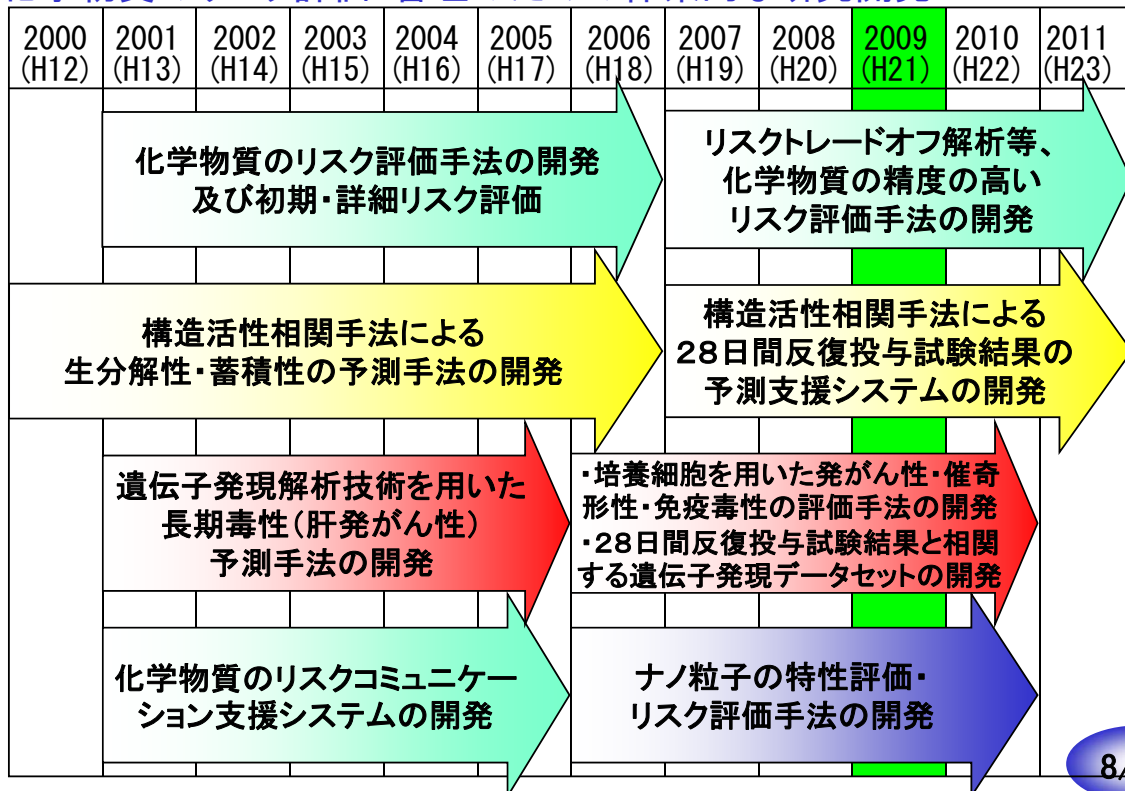 2000 2001 2002 2003 2004 2005 2006 2007 2008 2009 2010 2011
(H12) (H13) (H14) (H15) (H16) (H17) (H18) (H19) (H20) (H21) (H22) (H23)
化学物質のリスク評価手法の開発
及び初期・詳細リスク評価
リスクトレードオフ解析等、
化学物質の精度の高い
リスク評価手法の開発
構造活性相関手法による
生分解性・蓄積性の予測手法の開発
構造活性相関手法による
28日間反復投与試験結果の
予測支援システムの開発
遺伝子発現解析技術を用いた
長期毒性(肝発がん性)
予測手法の開発
・培養細胞を用いた発がん性・催奇
形性・免疫毒性の評価手法の開発
・28日間反復投与試験結果と相関
する遺伝子発現データセットの開発
化学物質のリスクコミュニケー
ション支援システムの開発
ナノ粒子の特性評価・
リスク評価手法の開発
8/